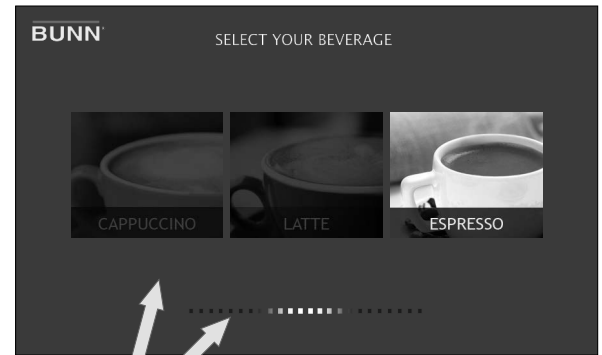 BUNN
SELECT YOUR BEVERAGE
CAPPUCCINO
LATTE
ESPRESSO